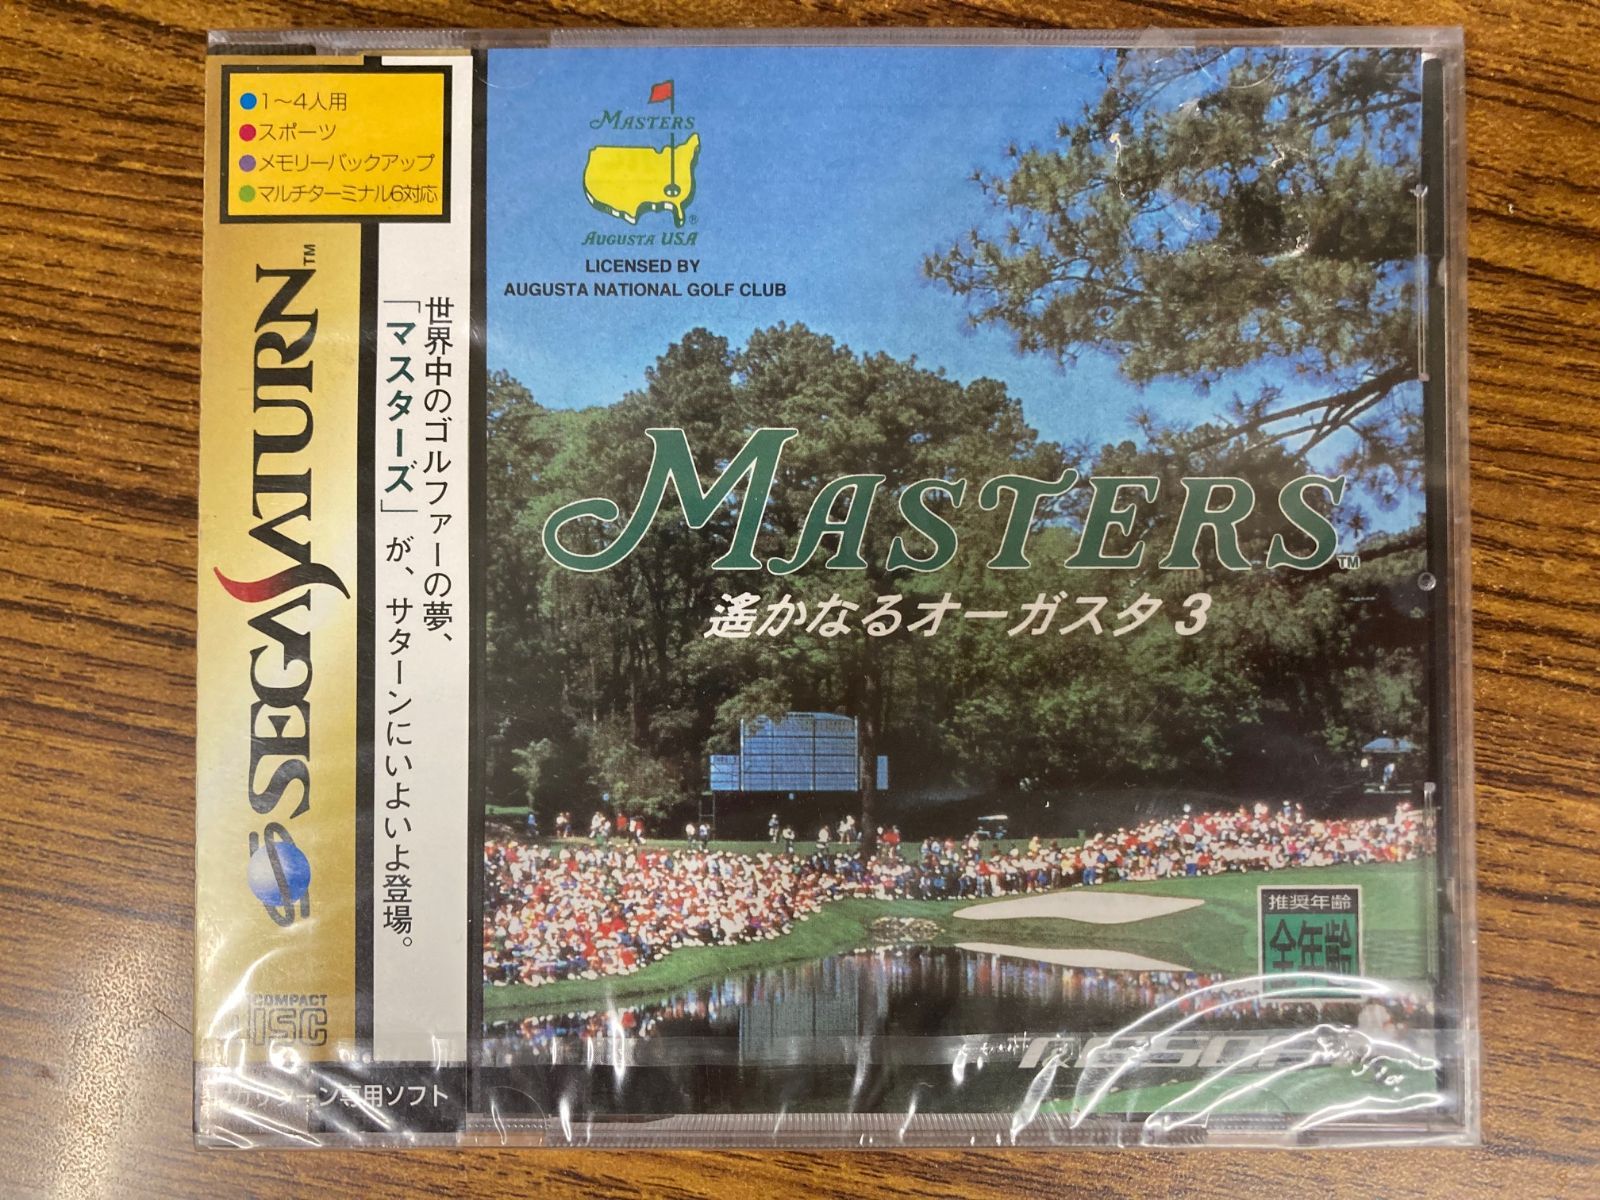 ●1〜4人用
●スポーツ
●メモリーバックアップ
●マルチターミナル6対応
SEGA SATURN™
世界中のゴルファーの夢、
「マスターズ」が、サターンにいよいよ登場。
COMPACT
DISC
専用ソフト
MASTERS
®
AUGUSTA USA
LICENSED BY
AUGUSTA NATIONAL GOLF CLUB
MASTERS™
遙かなるオーガスタ3
推奨年齢
全年齢